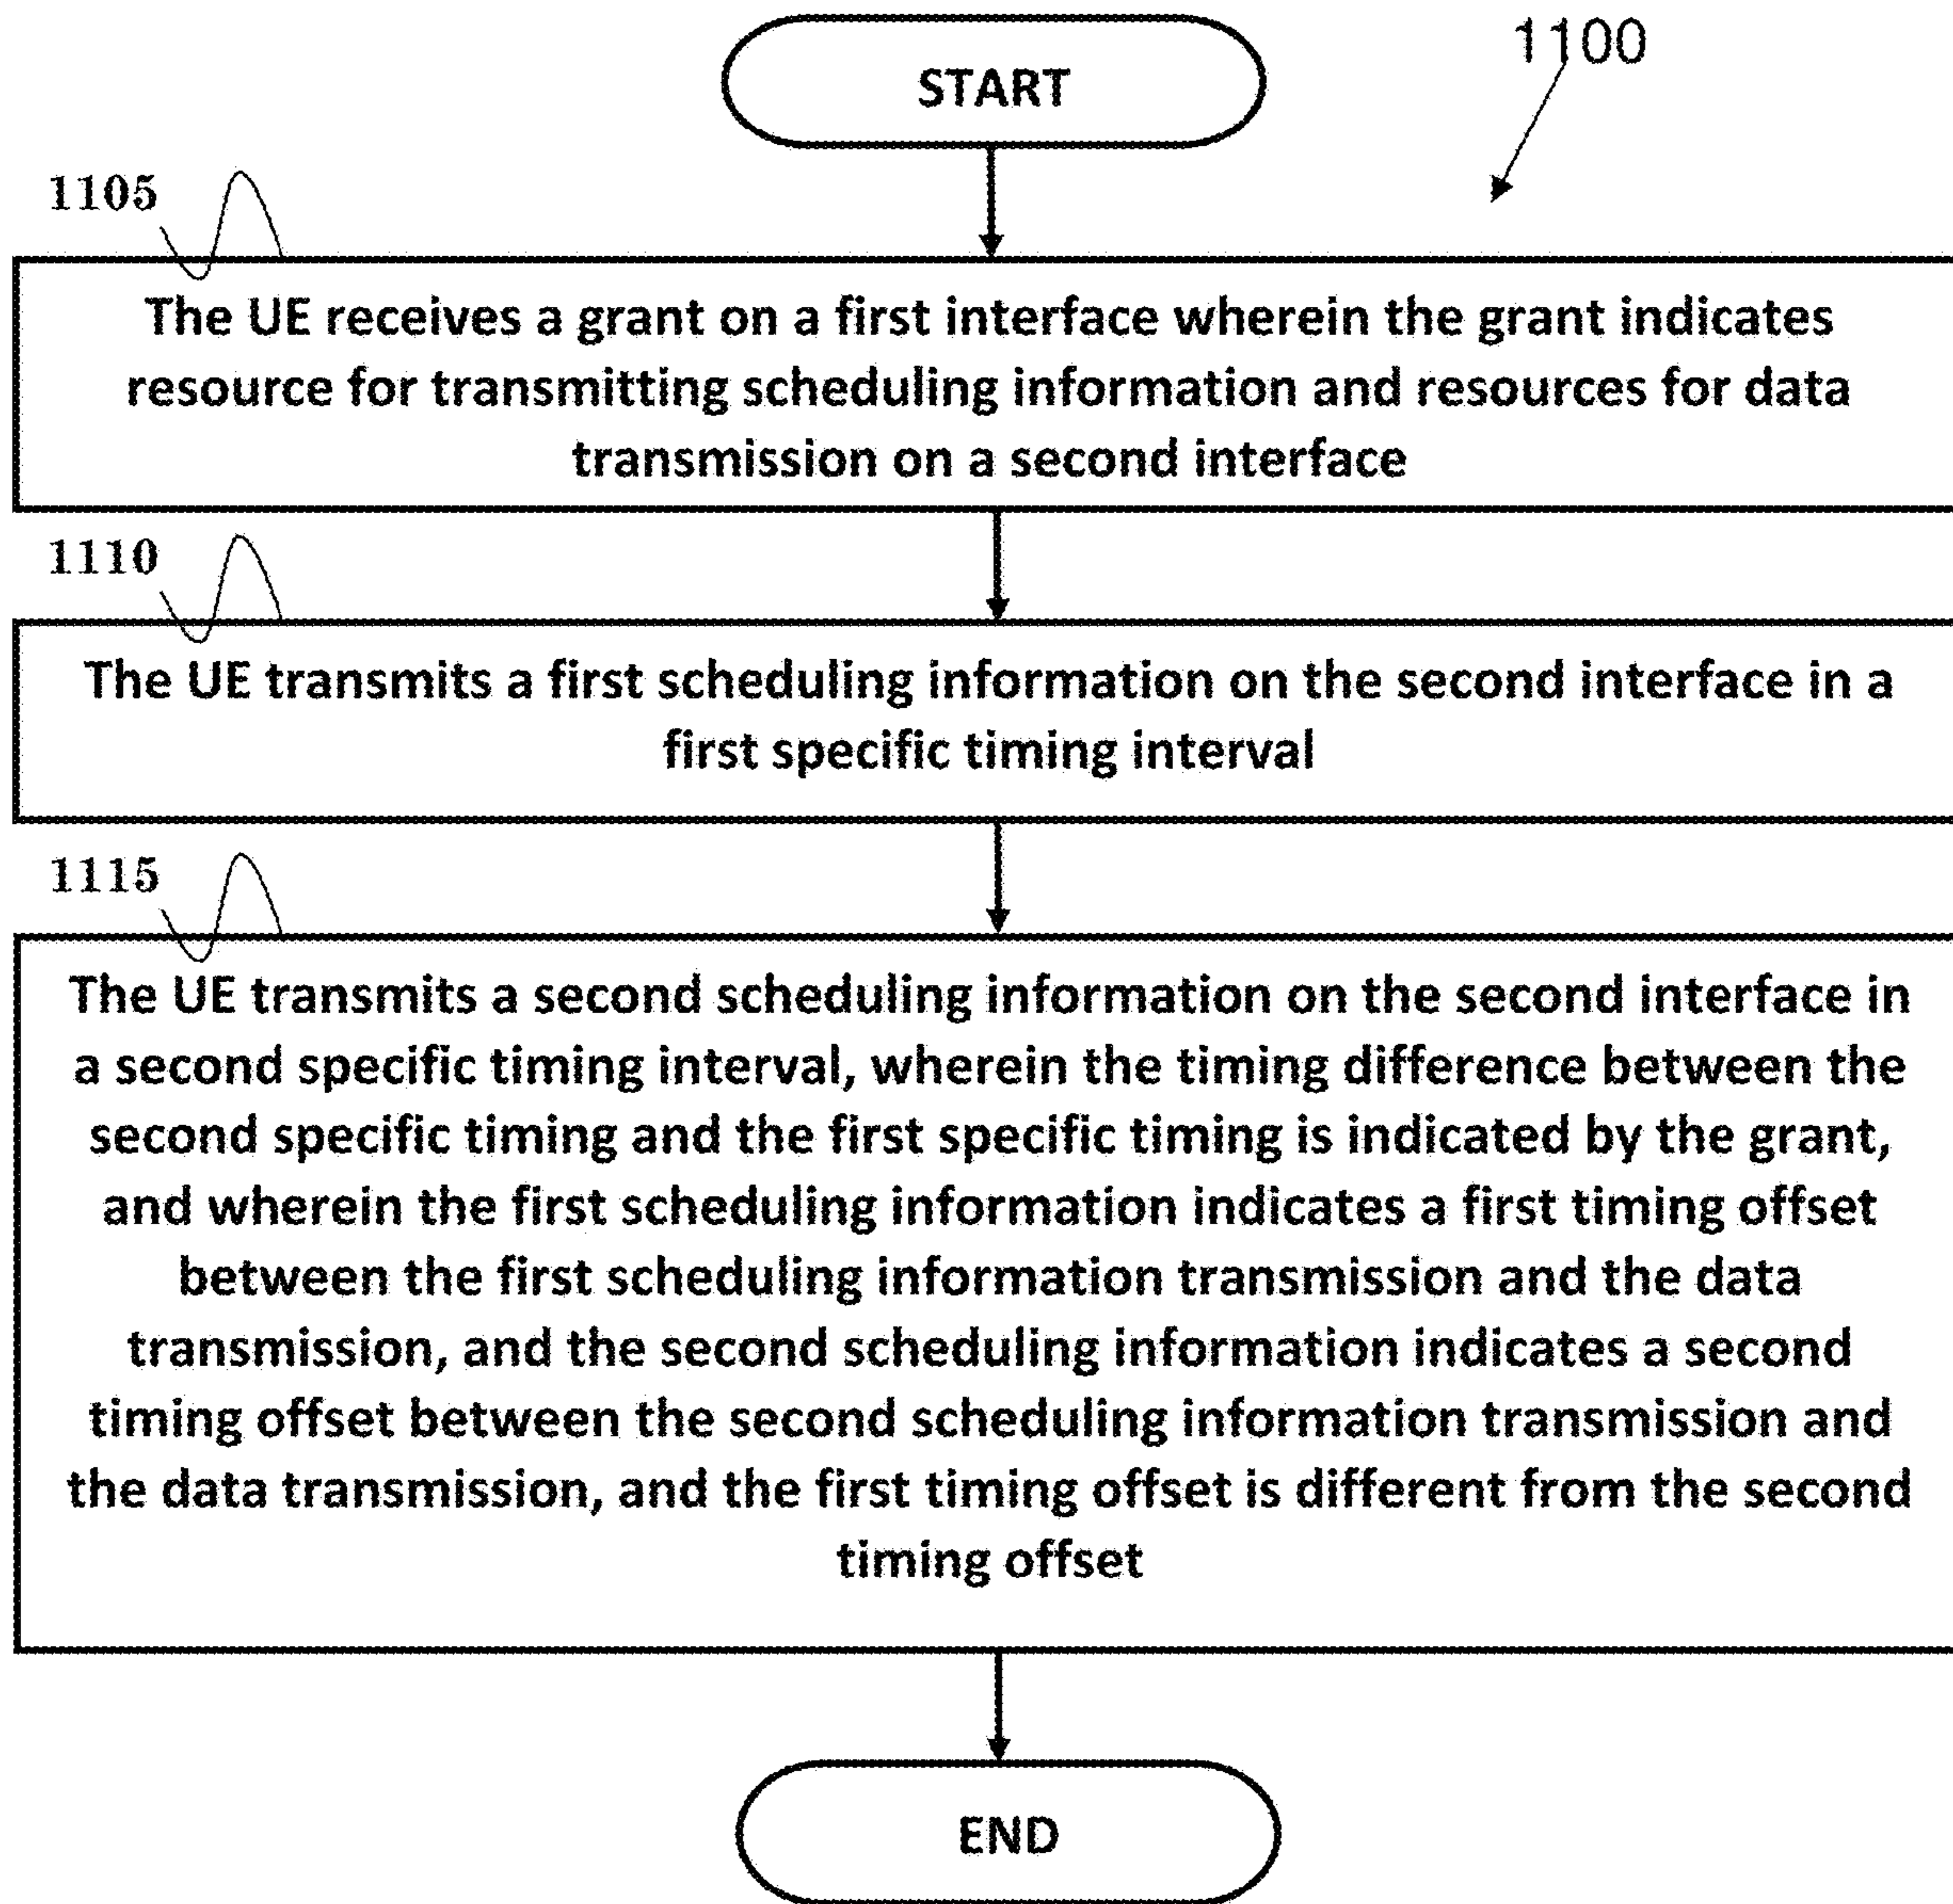 START
1100
1105
The UE receives a grant on a first interface wherein the grant indicates
resource for transmitting scheduling information and resources for data
transmission on a second interface
1110
The UE transmits a first scheduling information on the second interface in a
first specific timing interval
1115
The UE transmits a second scheduling information on the second interface in
a second specific timing interval, wherein the timing difference between the
second specific timing and the first specific timing is indicated by the grant,
and wherein the first scheduling information indicates a first timing offset
between the first scheduling information transmission and the data
transmission, and the second scheduling information indicates a second
timing offset between the second scheduling information transmission and
the data transmission, and the first timing offset is different from the second
timing offset
END